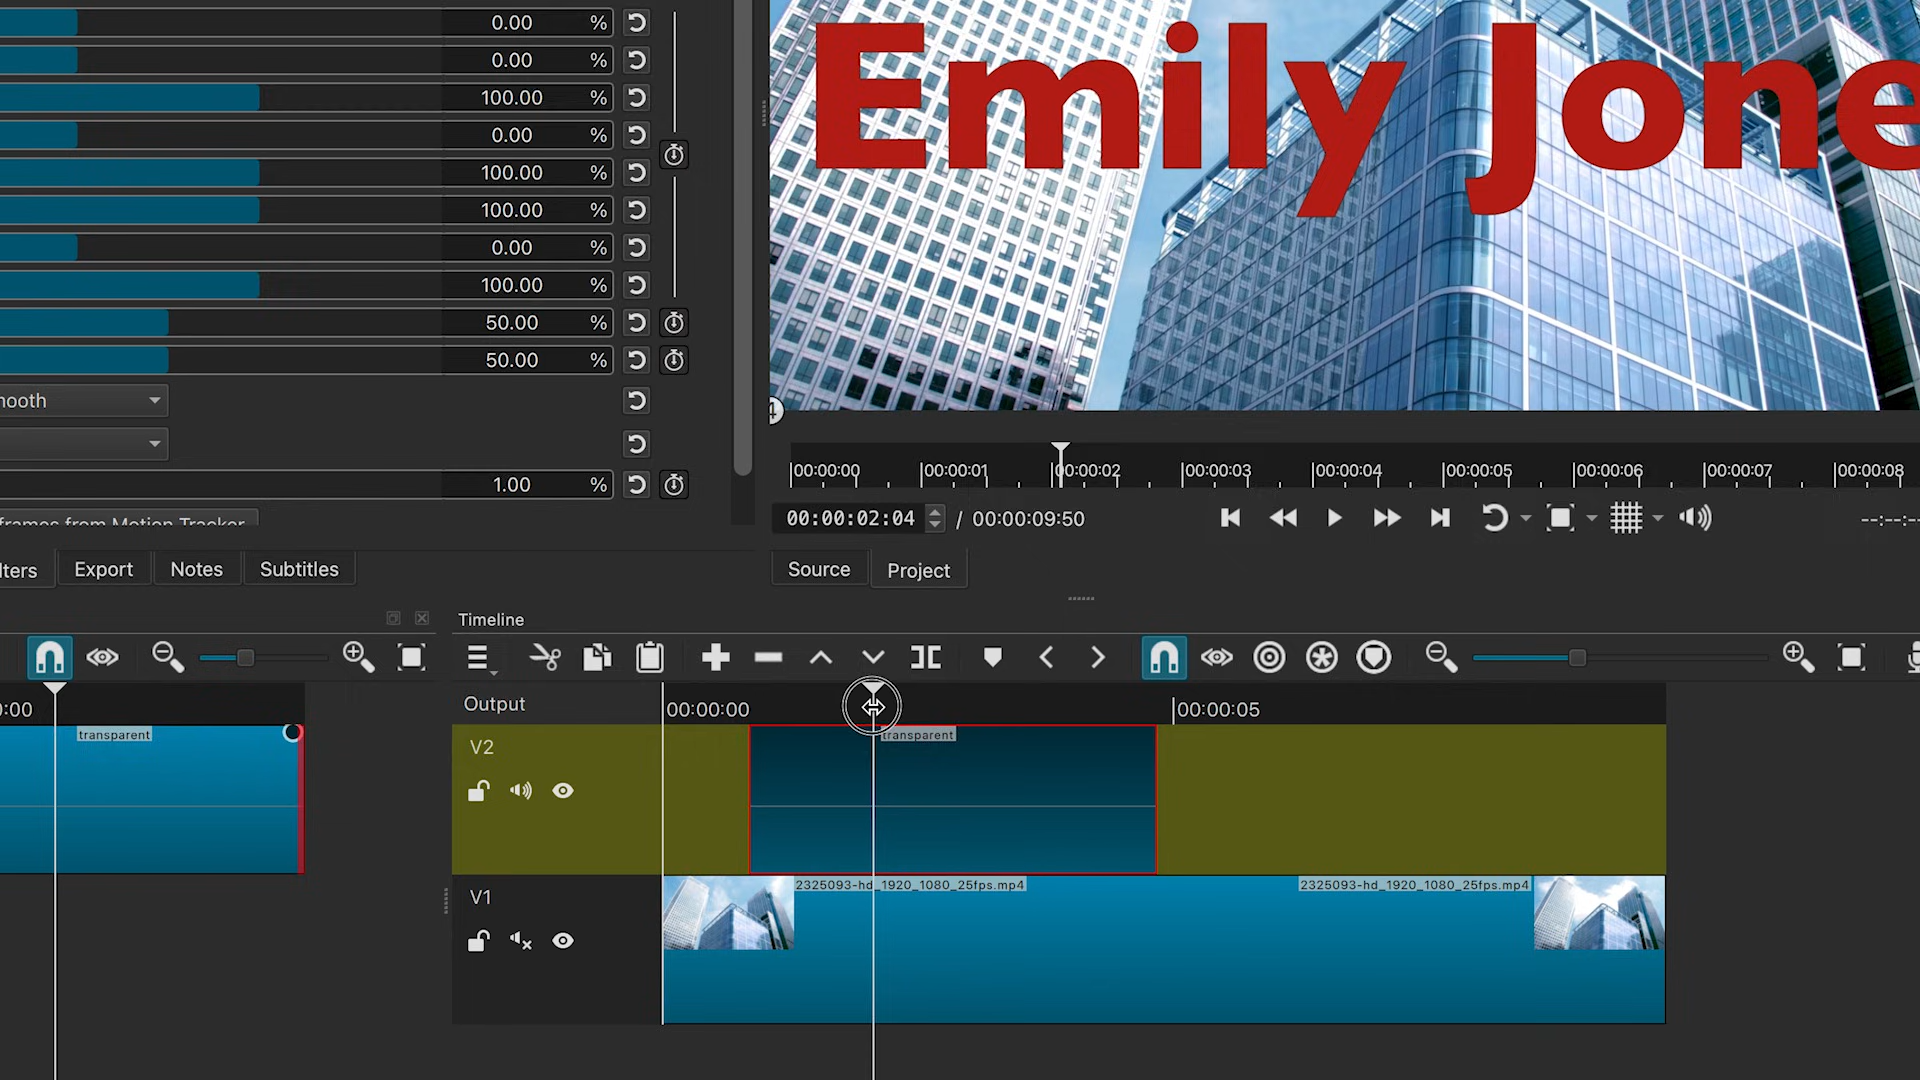 0.00 %
0.00 %
100.00 %
0.00 %
100.00 %
100.00 %
0.00 %
100.00 %
50.00 %
50.00 %
1.00 %
Export
Notes
Subtitles
Emily Jone
00:00:00
00:00:01
00:00:02
00:00:03
00:00:04
00:00:05
00:00:06
00:00:07
00:00:08
00:00:02:04 / 00:00:09:50
--:--:--
Source
Project
Timeline
:00
transparent
Output
00:00:00
00:00:05
V2
transparent
V1
2325093-hd_1920_1080_25fps.mp4
2325093-hd_1920_1080_25fps.mp4